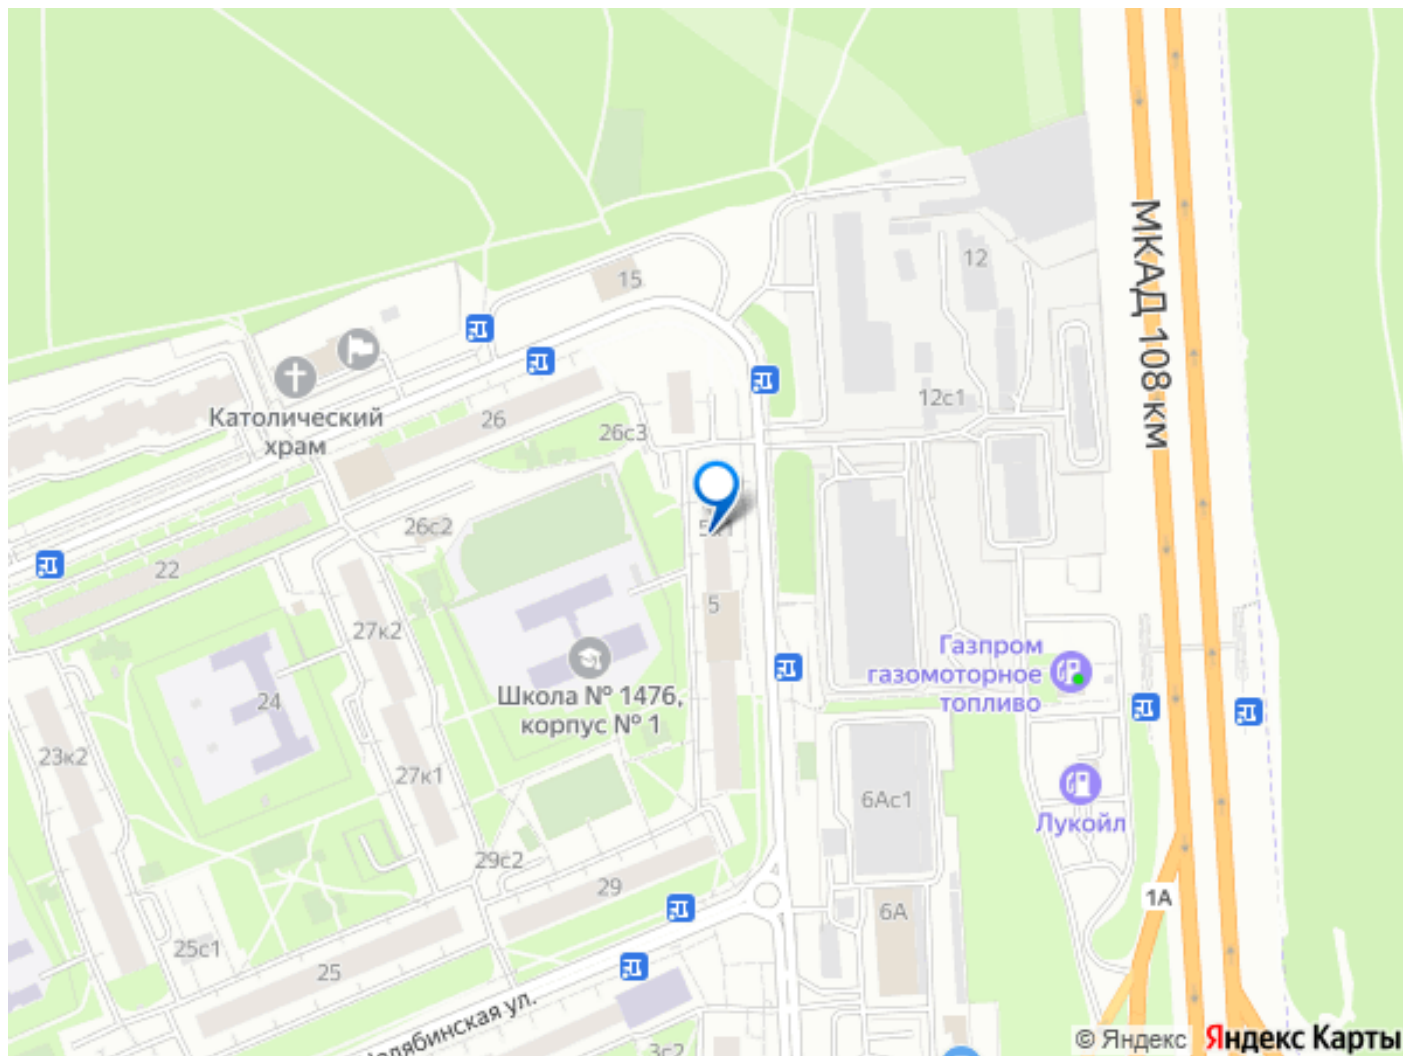 МКАД 108 км
12
15
12с1
Католический
храм
26
26с3
26с2
22
5
27к2
Газпром
газомоторное
топливо
Школа № 1476,
корпус № 1
24
23к2
27к1
6Ас1
Лукойл
29с2
29
1А
6А
25с1
25
3с2
© Яндекс
Яндекс Карты